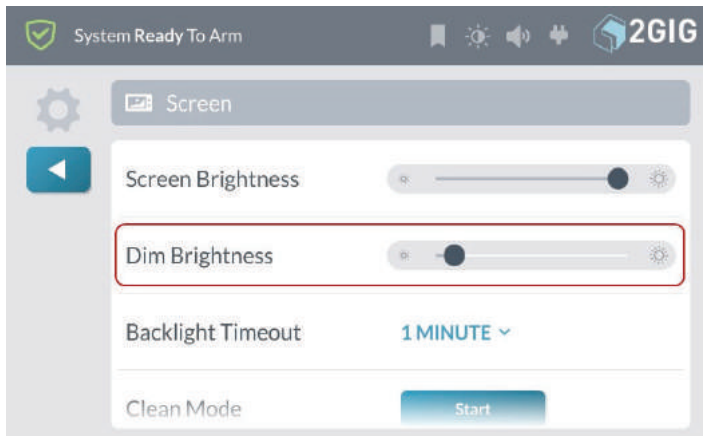 System Ready To Arm
2GIG
Screen
Screen Brightness
Dim Brightness
Backlight Timeout
1 MINUTE
Clean Mode
Start